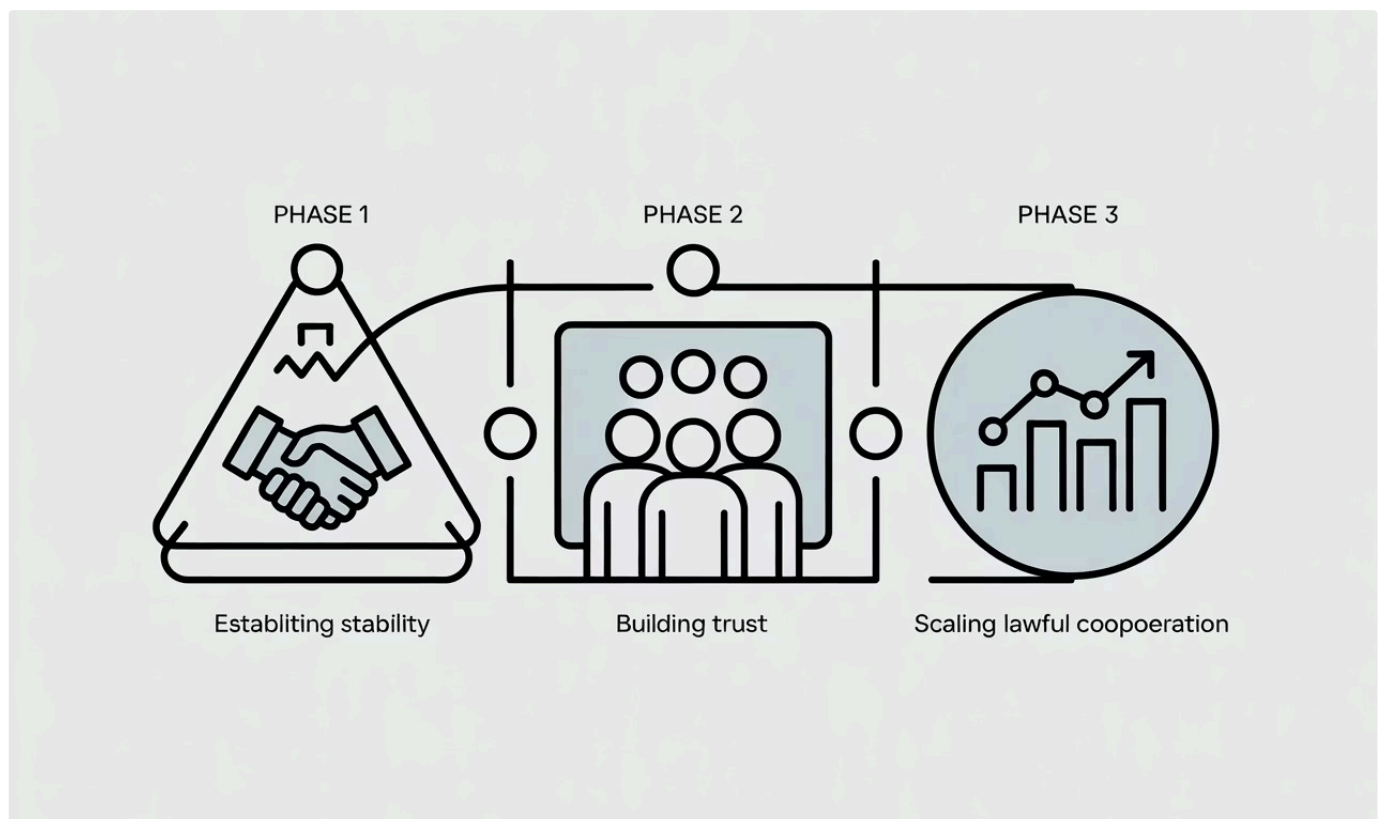 PHASE 1
PHASE 2
PHASE 3
Establiting stability
Building trust
Scaling lawful coopoeration